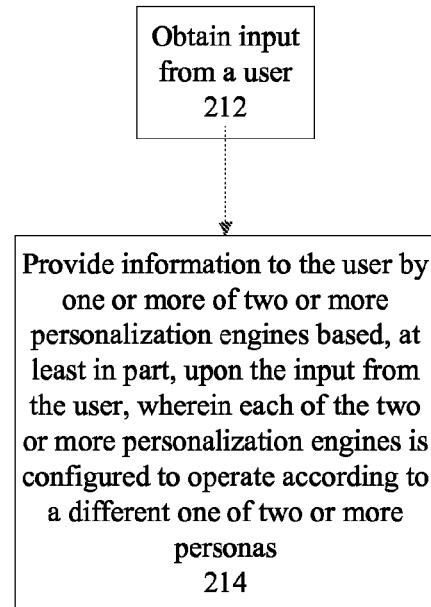 Obtain input
from a user
212
Provide information to the user by
one or more of two or more
personalization engines based, at
least in part, upon the input from
the user, wherein each of the two
or more personalization engines is
configured to operate according to
a different one of two or more
personas
214